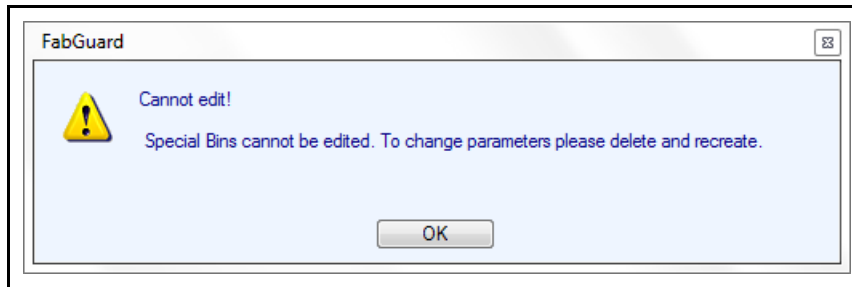 FabGuard
Cannot edit!
Special Bins cannot be edited. To change parameters please delete and recreate.
OK